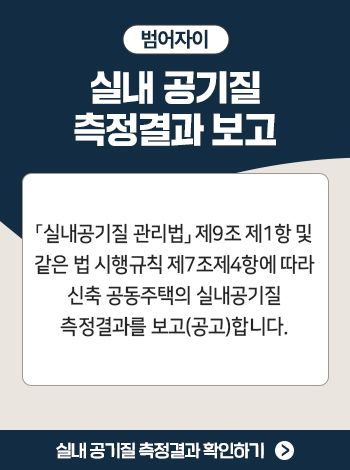 범어자이
실내 공기질
측정결과 보고
「실내공기질 관리법」 제9조 제1항 및
같은 법 시행규칙 제7조제4항에 따라
신축 공동주택의 실내공기질
측정결과를 보고(공고)합니다.
실내 공기질 측정결과 확인하기